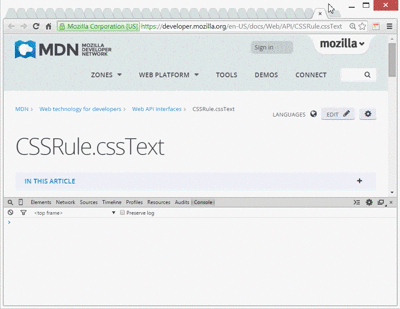 Mozilla Corporation [US] https://developer.mozilla.org/en-US/docs/Web/API/CSSRule.cssText
MDN MOZILLA DEVELOPER NETWORK
Sign in
mozilla
ZONES WEB PLATFORM TOOLS DEMOS CONNECT
MDN › Web technology for developers › Web API interfaces › CSSRule.cssText
LANGUAGES EDIT
CSSRule.cssText
IN THIS ARTICLE +
Elements Network Sources Timeline Profiles Resources Audits Console
<top frame> Preserve log
>